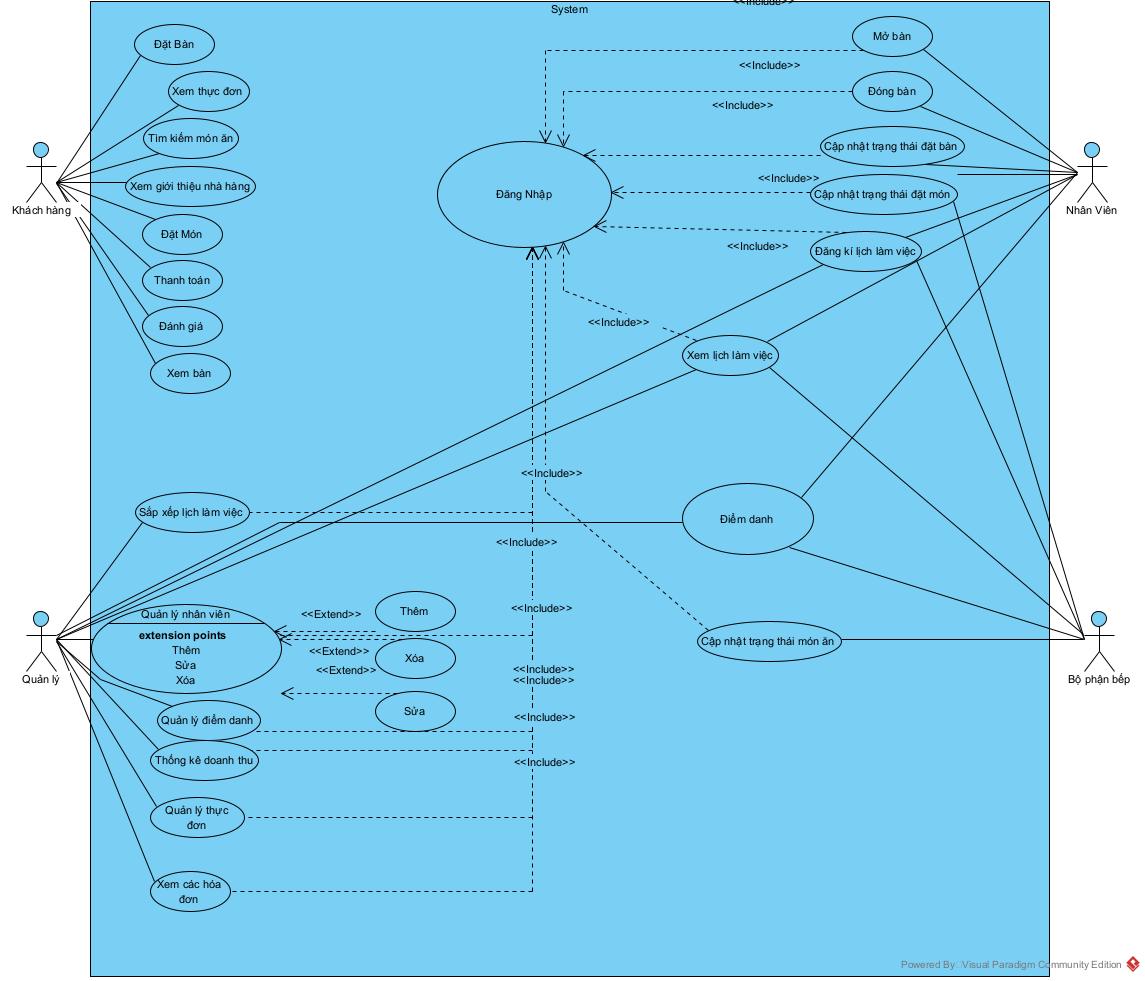 <<Include>>
System
Đặt Bàn
Mở bàn
<<Include>>
Xem thực đơn
Đóng bàn
<<Include>>
Tìm kiếm món ăn
Cập nhật trạng thái đặt bàn
Xem giới thiệu nhà hàng
Đăng Nhập
<<Include>>
Cập nhật trạng thái đặt món
Khách hàng
Nhân Viên
Đặt Món
<<Include>>
Đăng kí lịch làm việc
Thanh toán
Đánh giá
<<Include>>
Xem lịch làm việc
Xem bàn
<<Include>>
Sắp xếp lịch làm việc
Điểm danh
<<Include>>
Quản lý nhân viên
extension points
Thêm
Sửa
Xóa
<<Extend>>
Thêm
<<Include>>
<<Extend>>
Xóa
<<Extend>>
Cập nhật trạng thái món ăn
<<Include>>
<<Include>>
Quản lý
Bộ phận bếp
Sửa
Quản lý điểm danh
<<Include>>
Thống kê doanh thu
<<Include>>
Quản lý thực
đơn
Xem các hóa
đơn
Powered By Visual Paradigm Community Edition